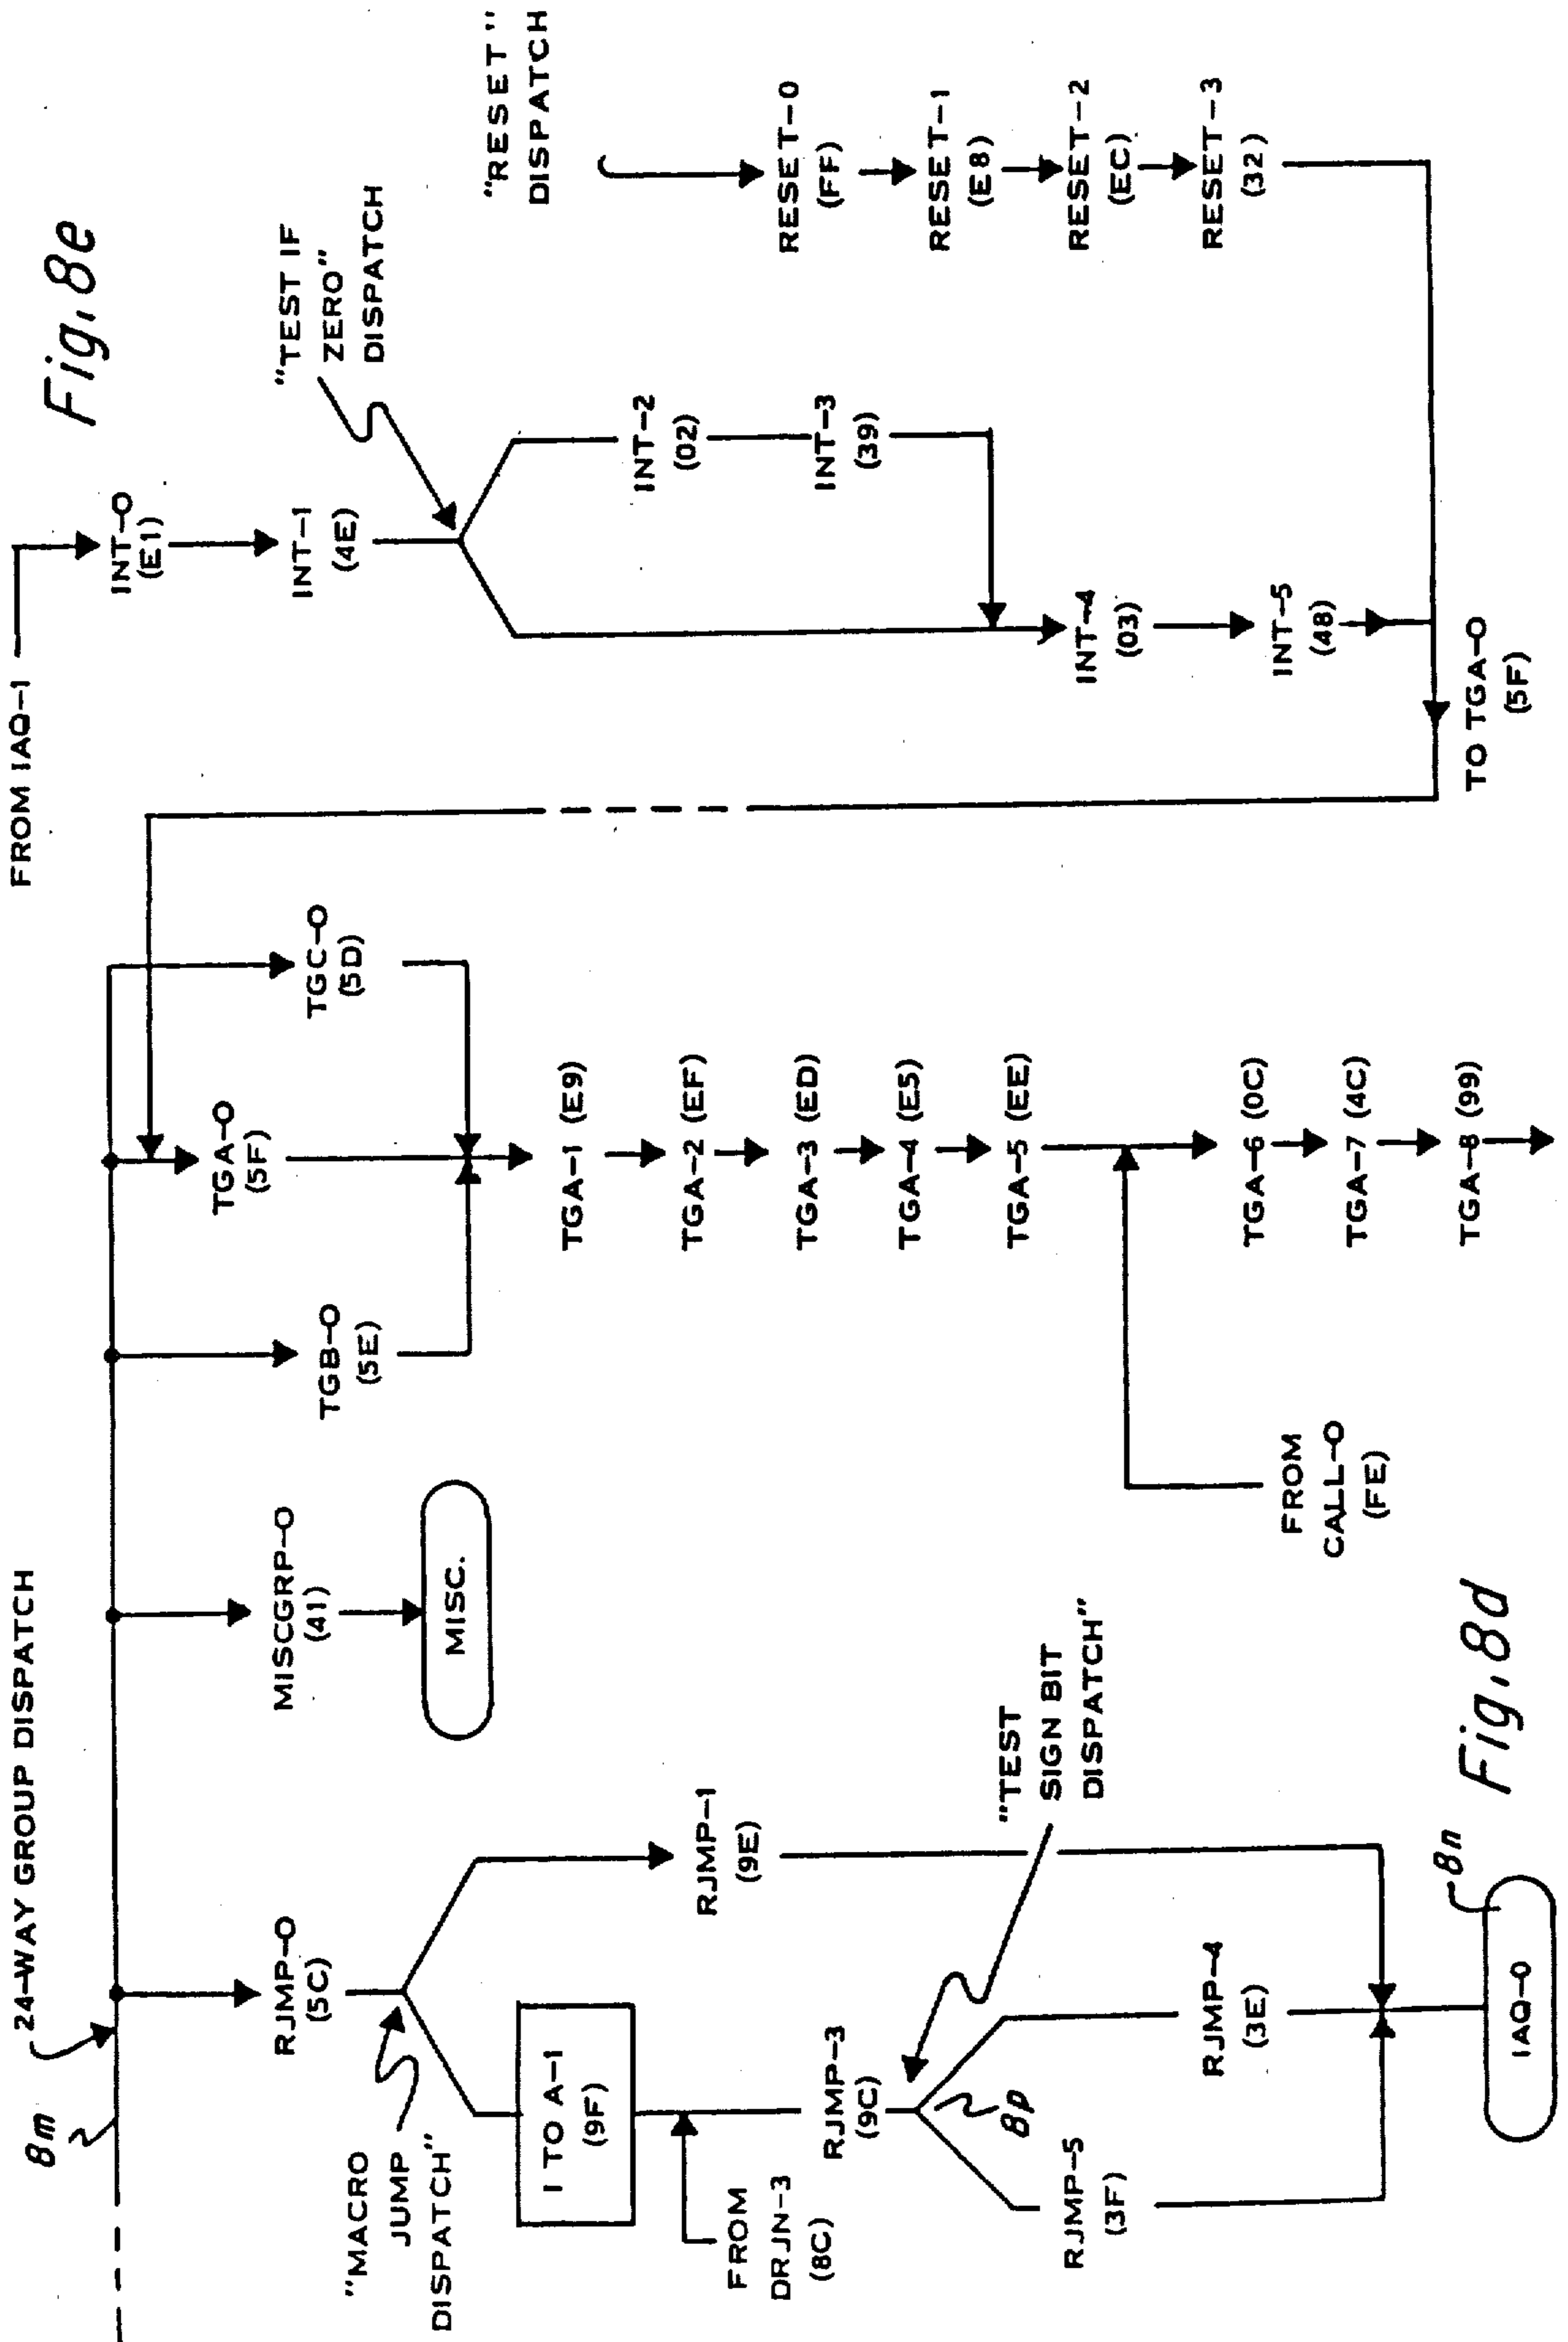 Fig. 8e
FROM IAQ-1
INT-0
(E1)
INT-1
(4E)
"TEST IF
ZERO"
DISPATCH
INT-2
(02)
INT-3
(39)
INT-4
(03)
INT-5
(48)
"RESET"
DISPATCH
RESET-0
(FF)
RESET-1
(E8)
RESET-2
(EC)
RESET-3
(32)
TO TGA-0
(5F)
8m
24-WAY GROUP DISPATCH
RJMP-0
(5C)
"MACRO
JUMP
DISPATCH"
1 TO A-1
(9F)
FROM
DRJN-3
(8C)
RJMP-3
(9C)
8p
"TEST
SIGN BIT
DISPATCH"
RJMP-5
(3F)
RJMP-4
(3E)
RJMP-1
(9E)
8n
IAQ-0
MISCGRP-0
(41)
MISC.
TGB-0
(5E)
TGA-0
(5F)
TGC-0
(5D)
TGA-1 (E9)
TGA-2 (EF)
TGA-3 (ED)
TGA-4 (E5)
TGA-5 (EE)
FROM
CALL-0
(FE)
TGA-6 (0C)
TGA-7 (4C)
TGA-8 (99)
Fig. 8d